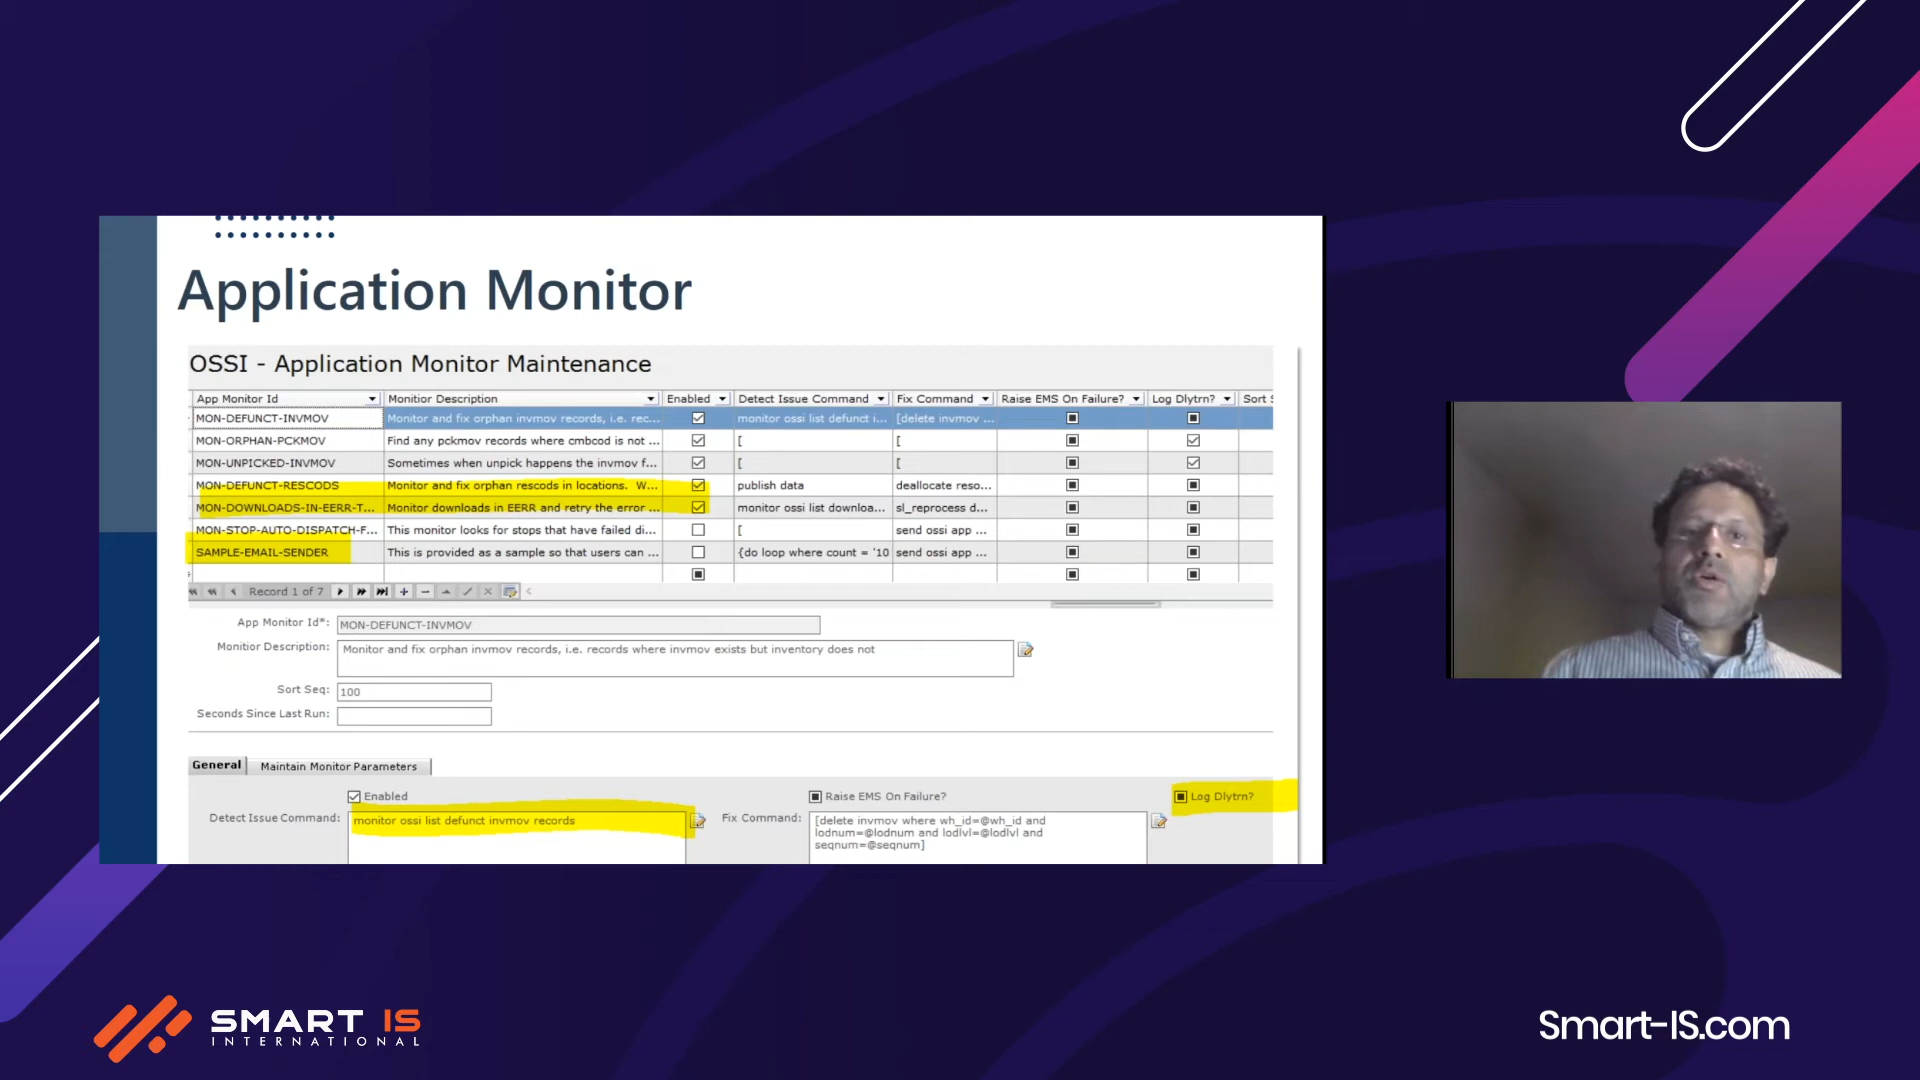 Application Monitor
OSSI - Application Monitor Maintenance
App Monitor Id Monitior Description Enabled Detect Issue Command Fix Command Raise EMS On Failure? Log Dlytrn? Sort S
MON-DEFUNCT-INVMOV Monitor and fix orphan invmov records, i.e. rec... monitor ossi list defunct i... [delete invmov ...
MON-ORPHAN-PCKMOV Find any pckmov records where cmbcod is not ... [ [
MON-UNPICKED-INVMOV Sometimes when unpick happens the invmov f... [ [
MON-DEFUNCT-RESCODS Monitor and fix orphan rescods in locations. W... publish data deallocate reso...
MON-DOWNLOADS-IN-EERR-T... Monitor downloads in EERR and retry the error ... monitor ossi list downloa... sl_reprocess d...
MON-STOP-AUTO-DISPATCH-F... This monitor looks for stops that have failed di... [ send ossi app ...
SAMPLE-EMAIL-SENDER This is provided as a sample so that users can ... {do loop where count = '10 send ossi app ...
Record 1 of 7
App Monitor Id*: MON-DEFUNCT-INVMOV
Monitior Description: Monitor and fix orphan invmov records, i.e. records where invmov exists but inventory does not
Sort Seq: 100
Seconds Since Last Run:
General Maintain Monitor Parameters
Enabled Raise EMS On Failure? Log Dlytrn?
Detect Issue Command: monitor ossi list defunct invmov records Fix Command: [delete invmov where wh_id=@wh_id and
lodnum=@lodnum and lodlvl=@lodlvl and
seqnum=@seqnum]
SMART IS
INTERNATIONAL
Smart-IS.com